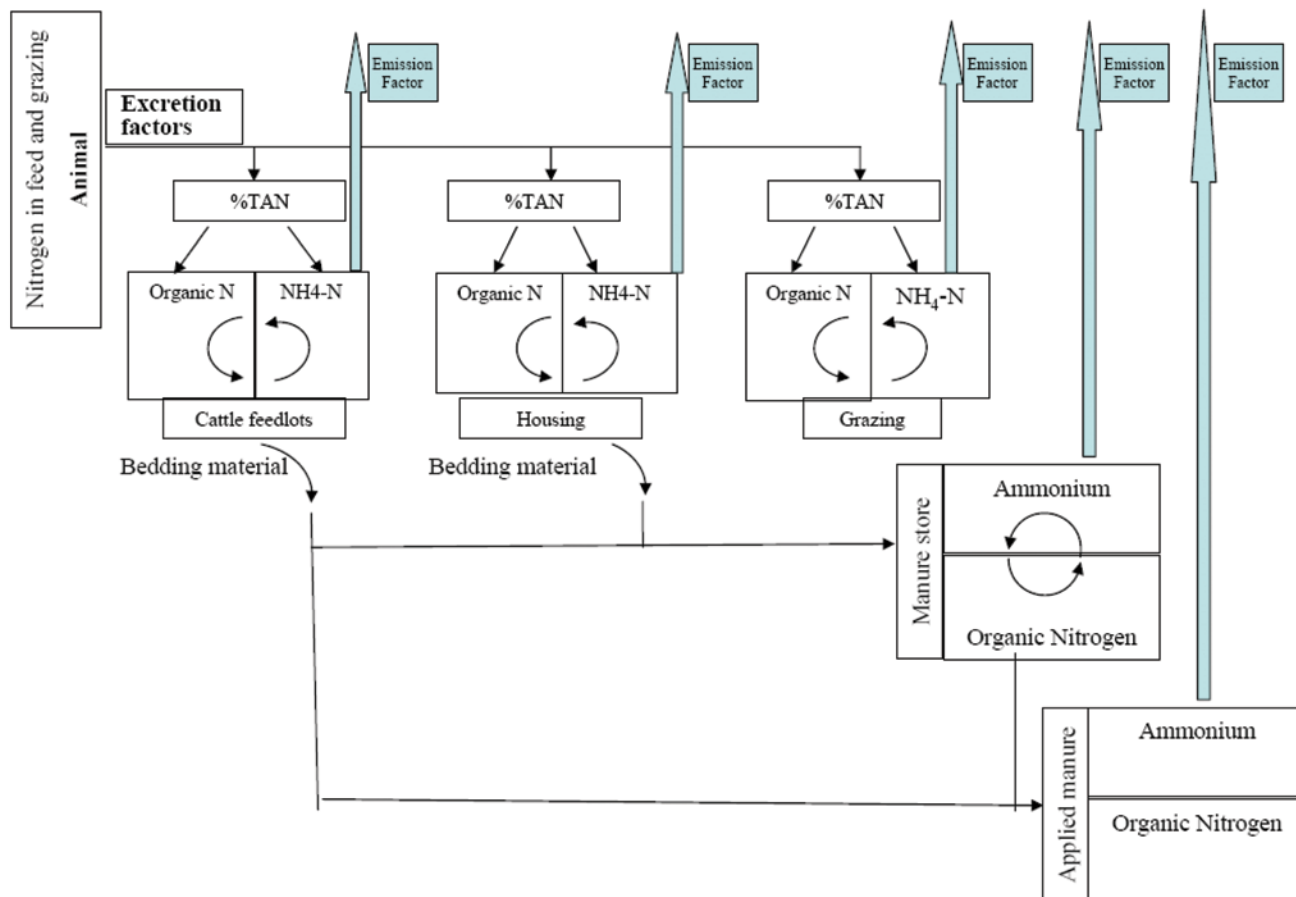 Nitrogen in feed and grazing
Animal
Excretion
factors
Emission
Factor
Emission
Factor
Emission
Factor
Emission
Factor
Emission
Factor
%TAN
%TAN
%TAN
Organic N
NH4-N
Organic N
NH4-N
Organic N
NH₄-N
Cattle feedlots
Housing
Grazing
Bedding material
Bedding material
Manure store
Ammonium
Organic Nitrogen
Applied manure
Ammonium
Organic Nitrogen